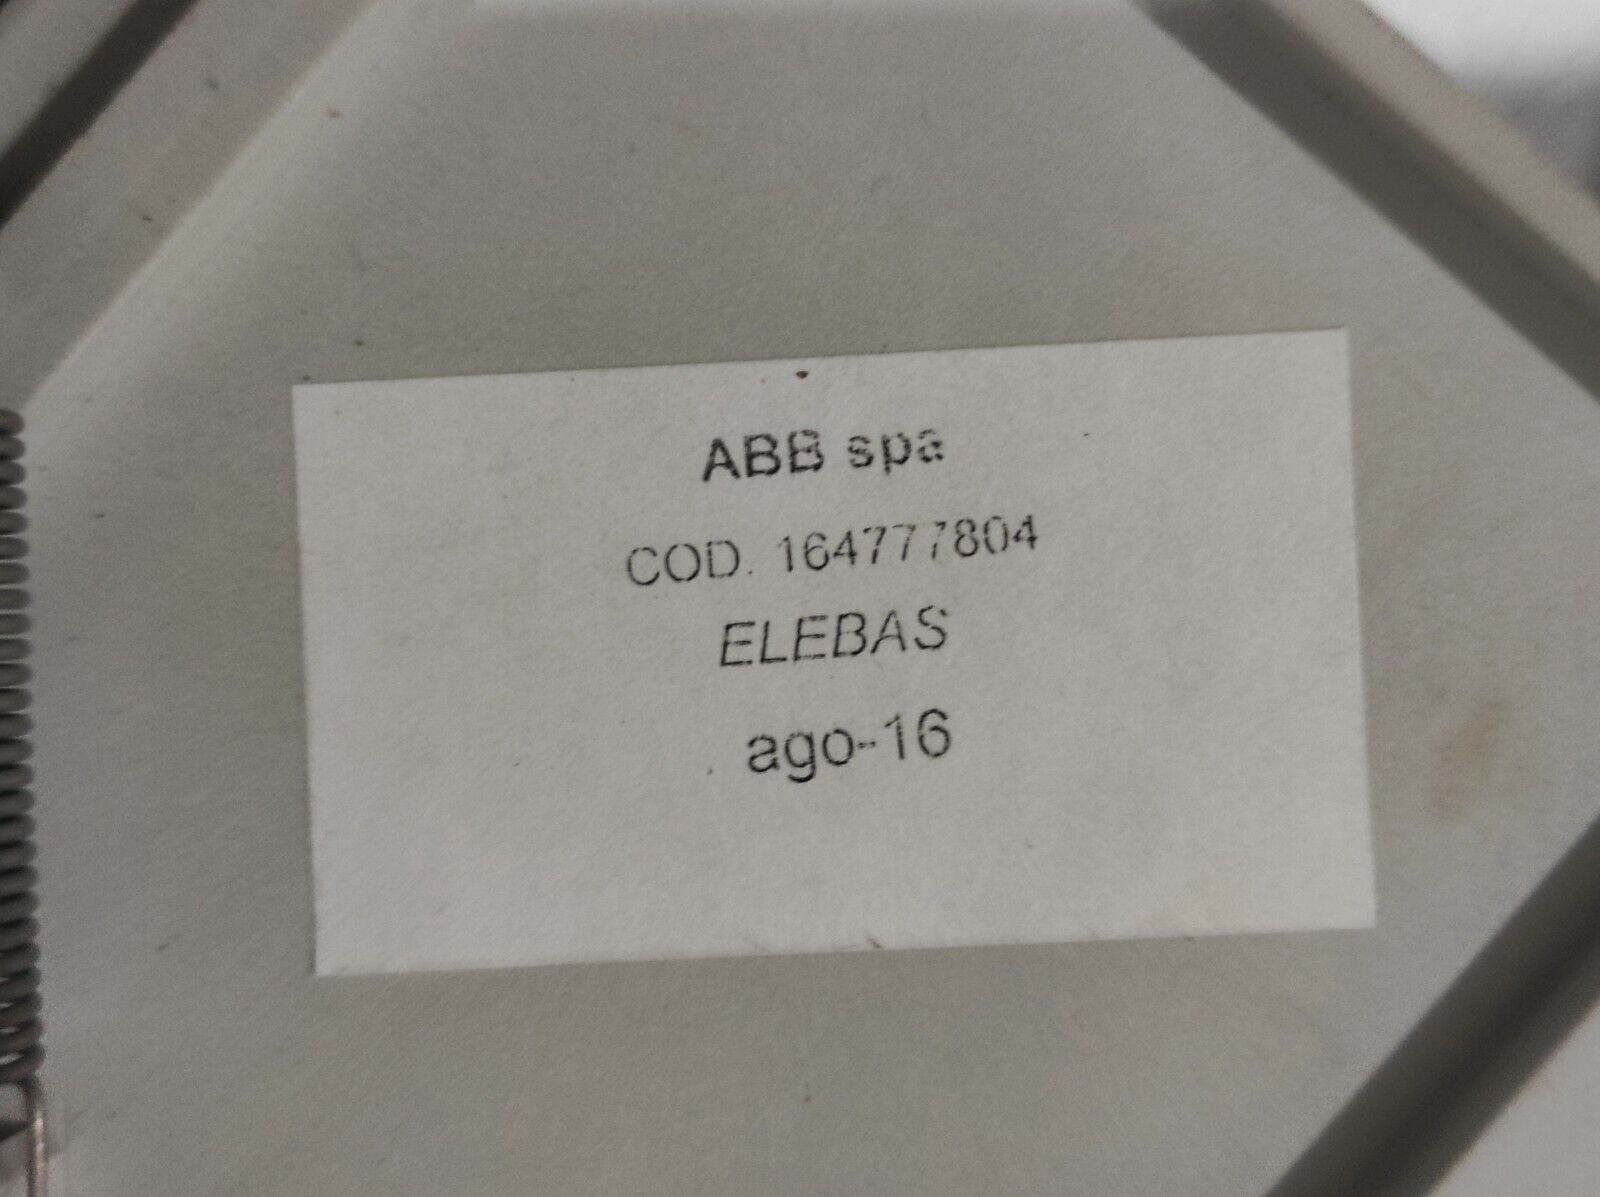 ABB spa
COD. 164777804
ELEBAS
ago-16